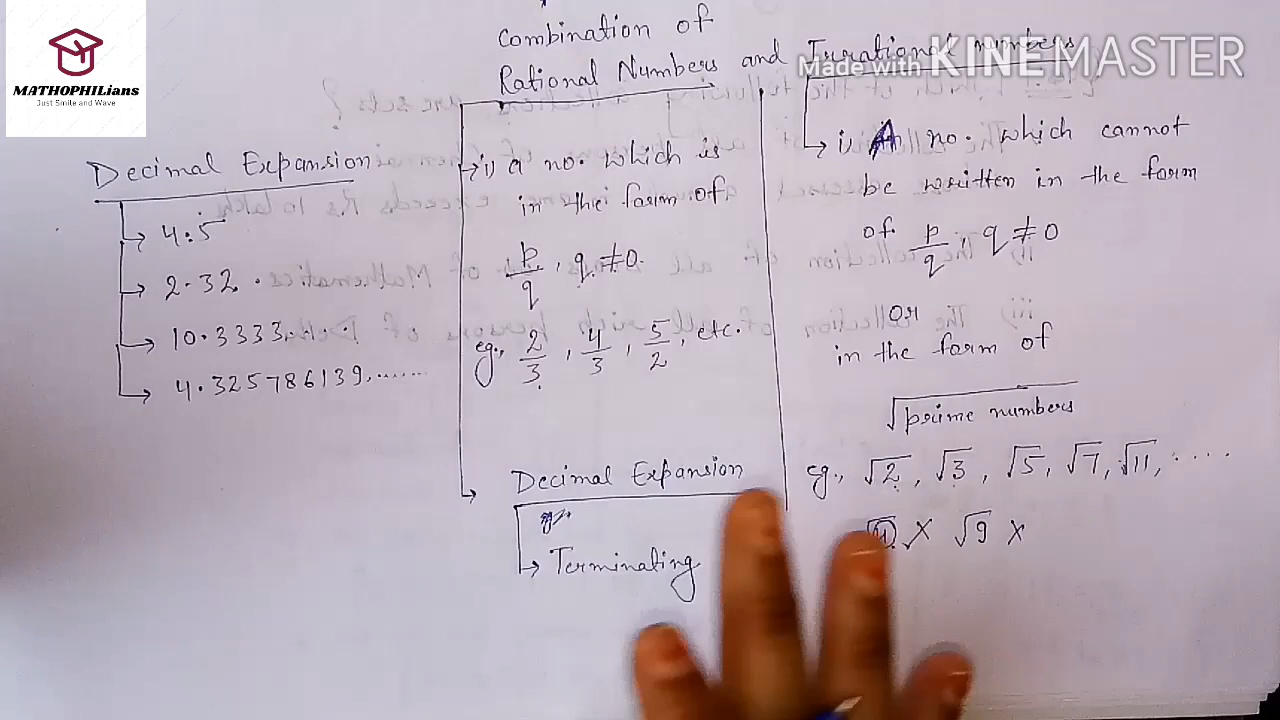 MATHOPHILians
Just Smile and Wave
Made with KINEMASTER
Combination of
Rational Numbers and Irrational numbers
Decimal Expansion
4.5
2.32
10.3333...
4.325786139,.......
i) a no. which is
in the form of
p/q, q ≠ 0.
eg., 2/3, 4/3, 5/2, etc.
Decimal Expansion
Terminating
i) A no. which cannot
be written in the form
of p/q, q ≠ 0
OR
in the form of
√prime numbers
eg., √2, √3, √5, √7, √11, .....
√4 X √9 X